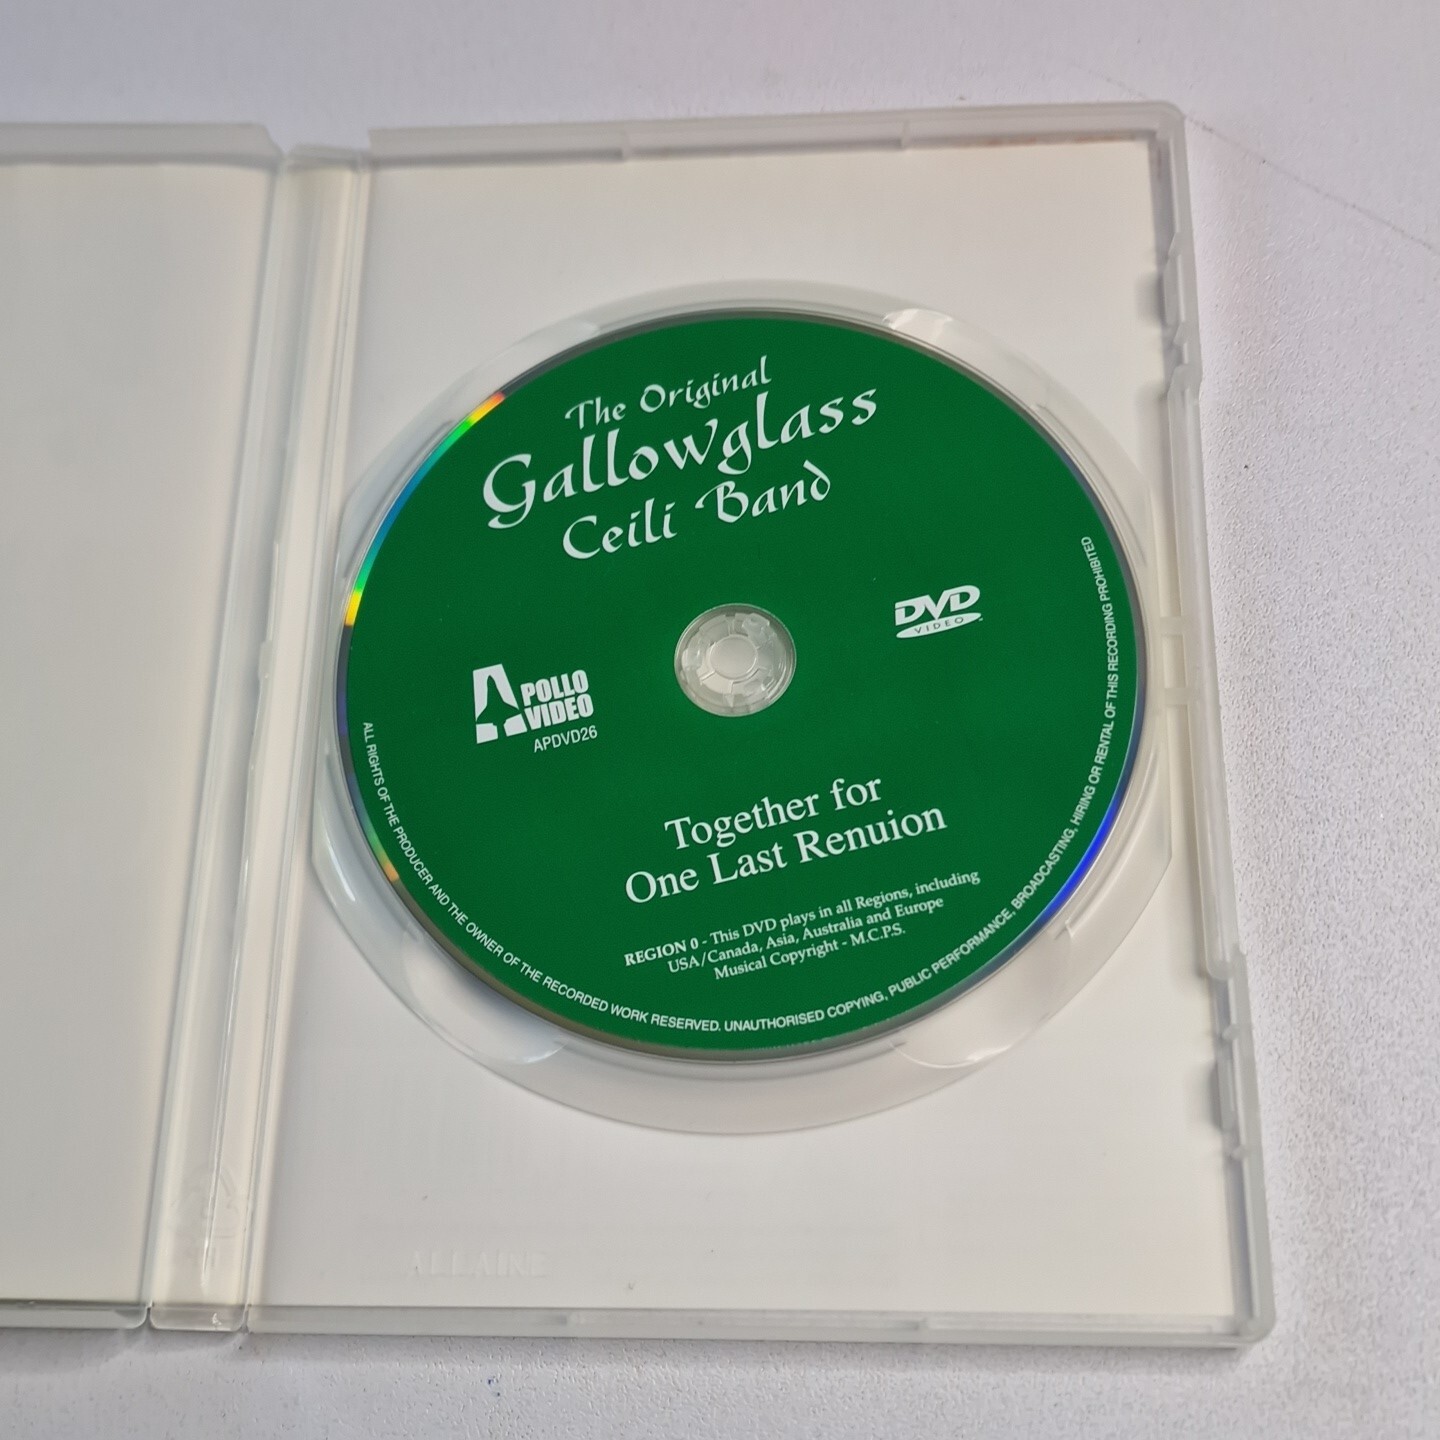 The Original
Gallowglass
Ceili Band
DVD
VIDEO
APOLLO
VIDEO
APDVD26
Together for
One Last Renuion
REGION 0 - This DVD plays in all Regions, including
USA/Canada, Asia, Australia and Europe
Musical Copyright - M.C.P.S.
ALL RIGHTS OF THE PRODUCER AND THE OWNER OF THE RECORDED WORK RESERVED. UNAUTHORISED COPYING, PUBLIC PERFORMANCE, BROADCASTING, HIRING OR RENTAL OF THIS RECORDING PROHIBITED